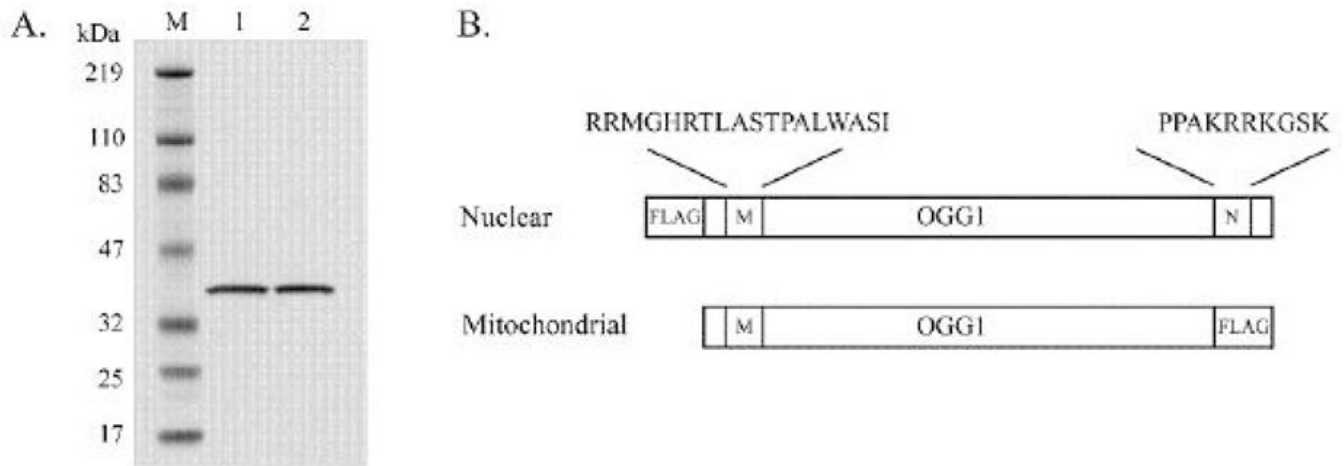 A.
kDa M 1 2
219
110
83
47
32
25
17
B.
RRMGHRTLASTPALWASI PPAKRRKGSK
Nuclear FLAG M OGG1 N
Mitochondrial M OGG1 FLAG